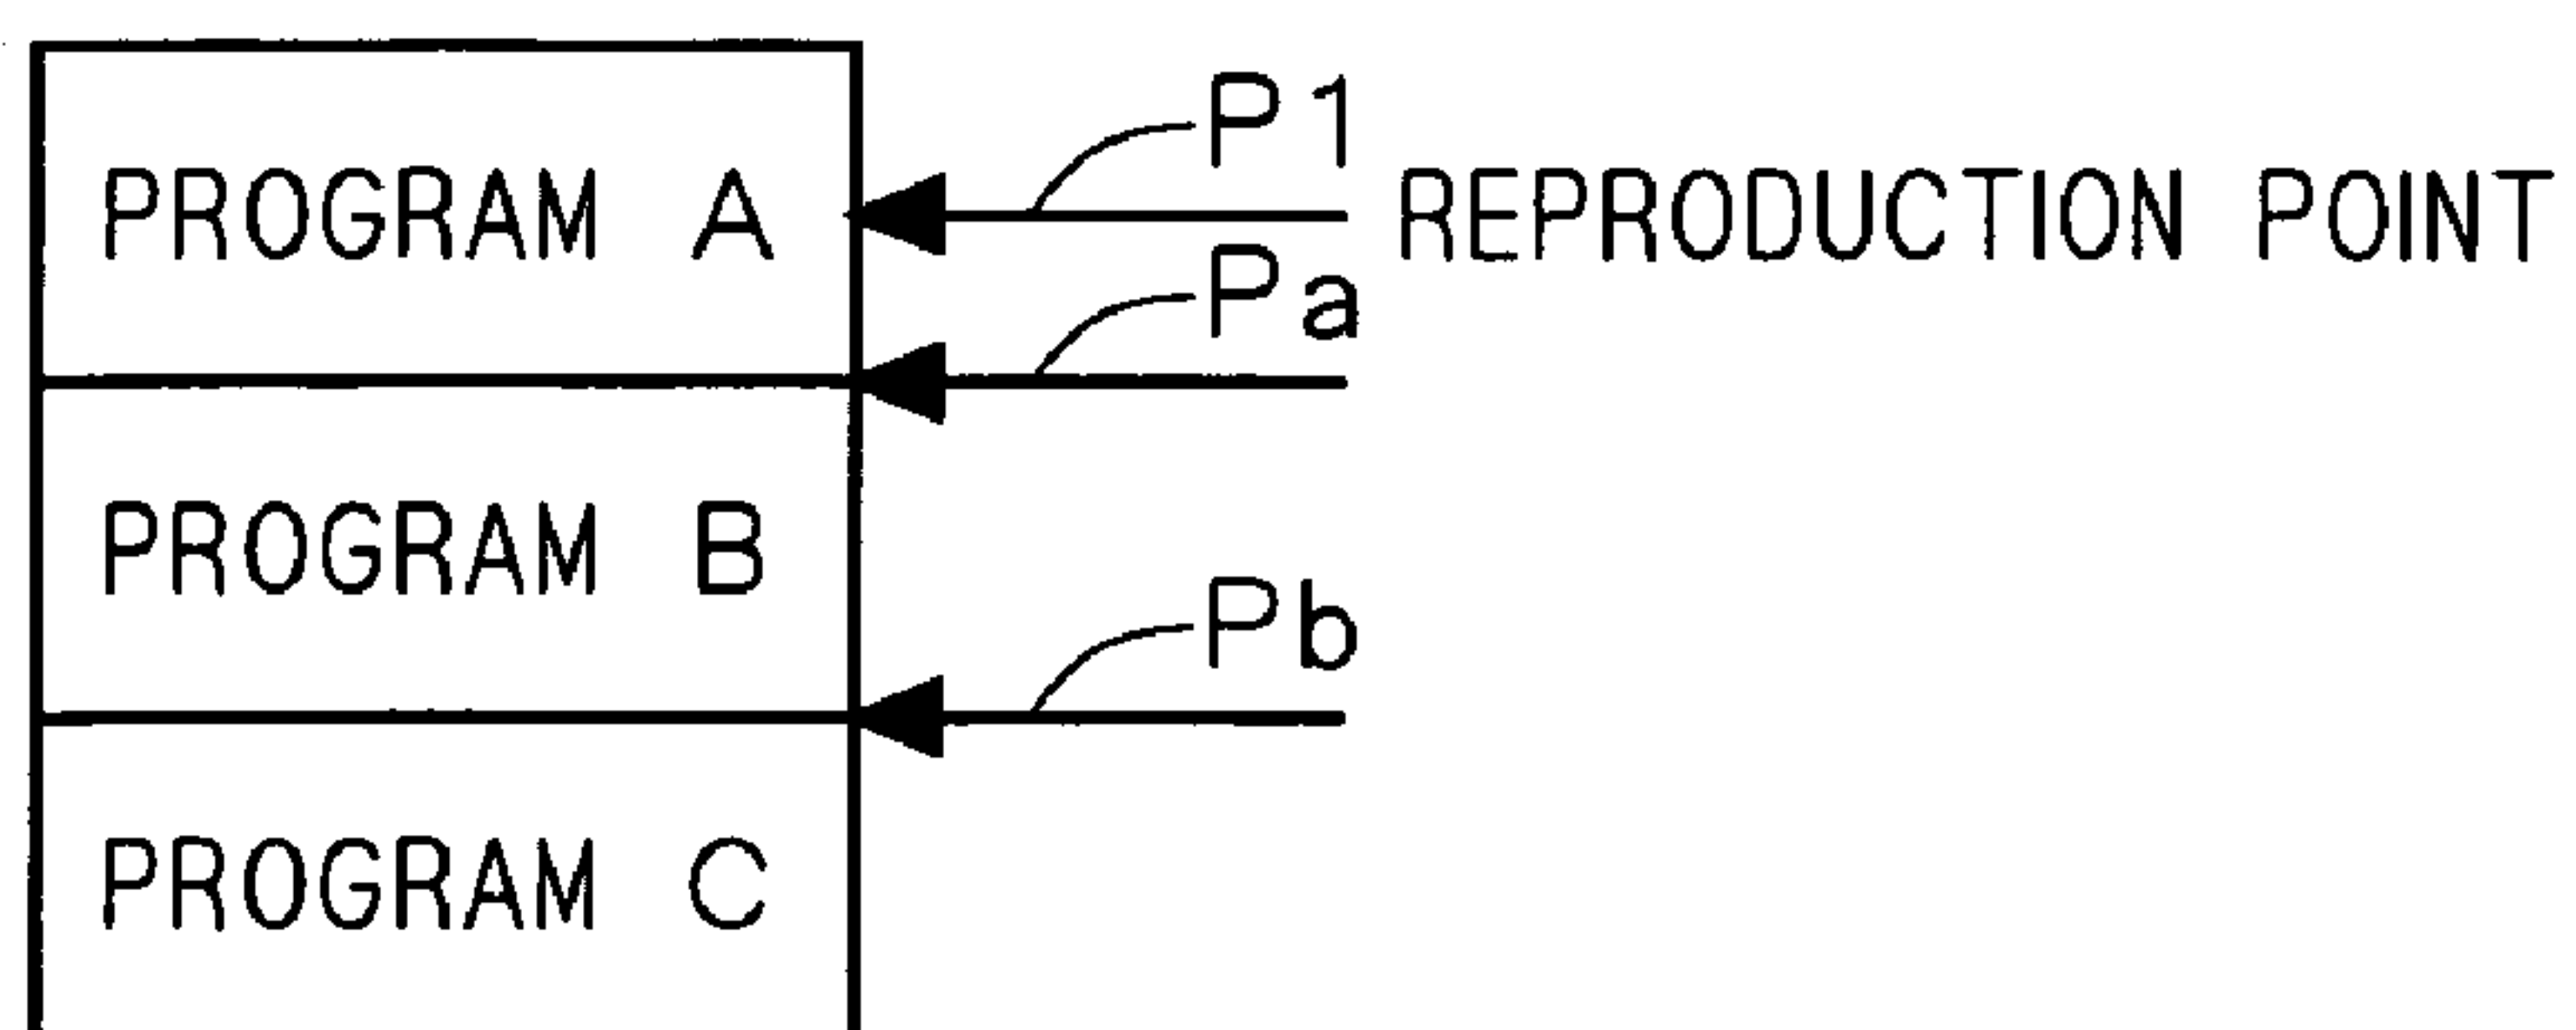 P1
PROGRAM A
REPRODUCTION POINT
Pa
PROGRAM B
Pb
PROGRAM C